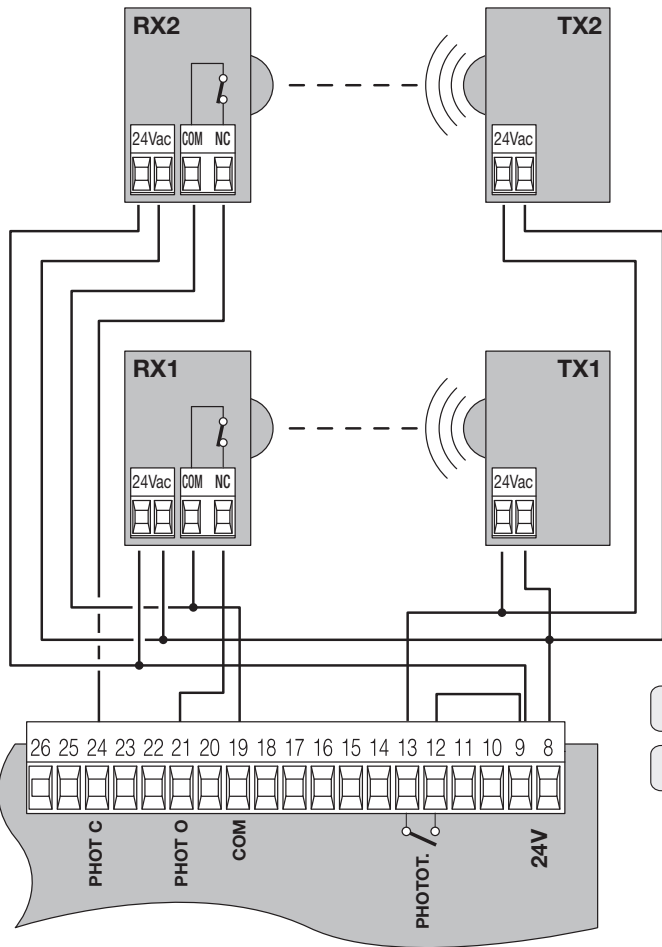 RX2 TX2
24Vac COM NC 24Vac
RX1 TX1
24Vac COM NC 24Vac
26 25 24 23 22 21 20 19 18 17 16 15 14 13 12 11 10 9 8
PHOT C
PHOT O
COM
PHOTOT.
24V